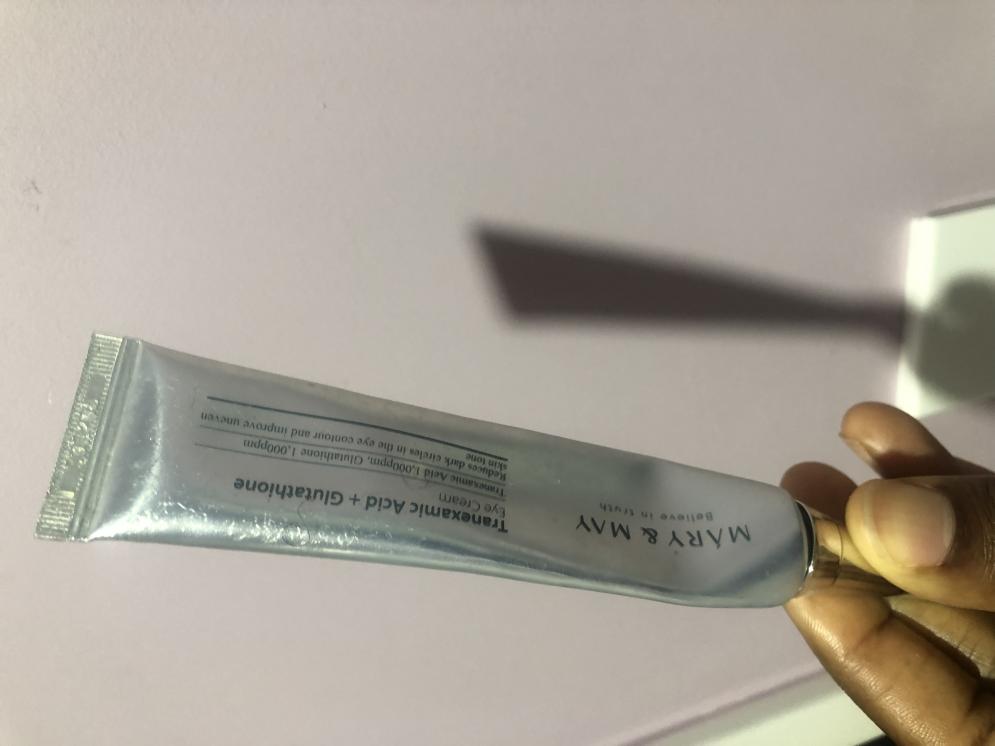 MARY & MAY
Believe in truth
Tranexamic Acid + Glutathione
Eye Cream
Tranexamic Acid 1,000ppm, Glutathione 1,000ppm
Reduces dark circles in the eye contour and improve uneven
skin tone